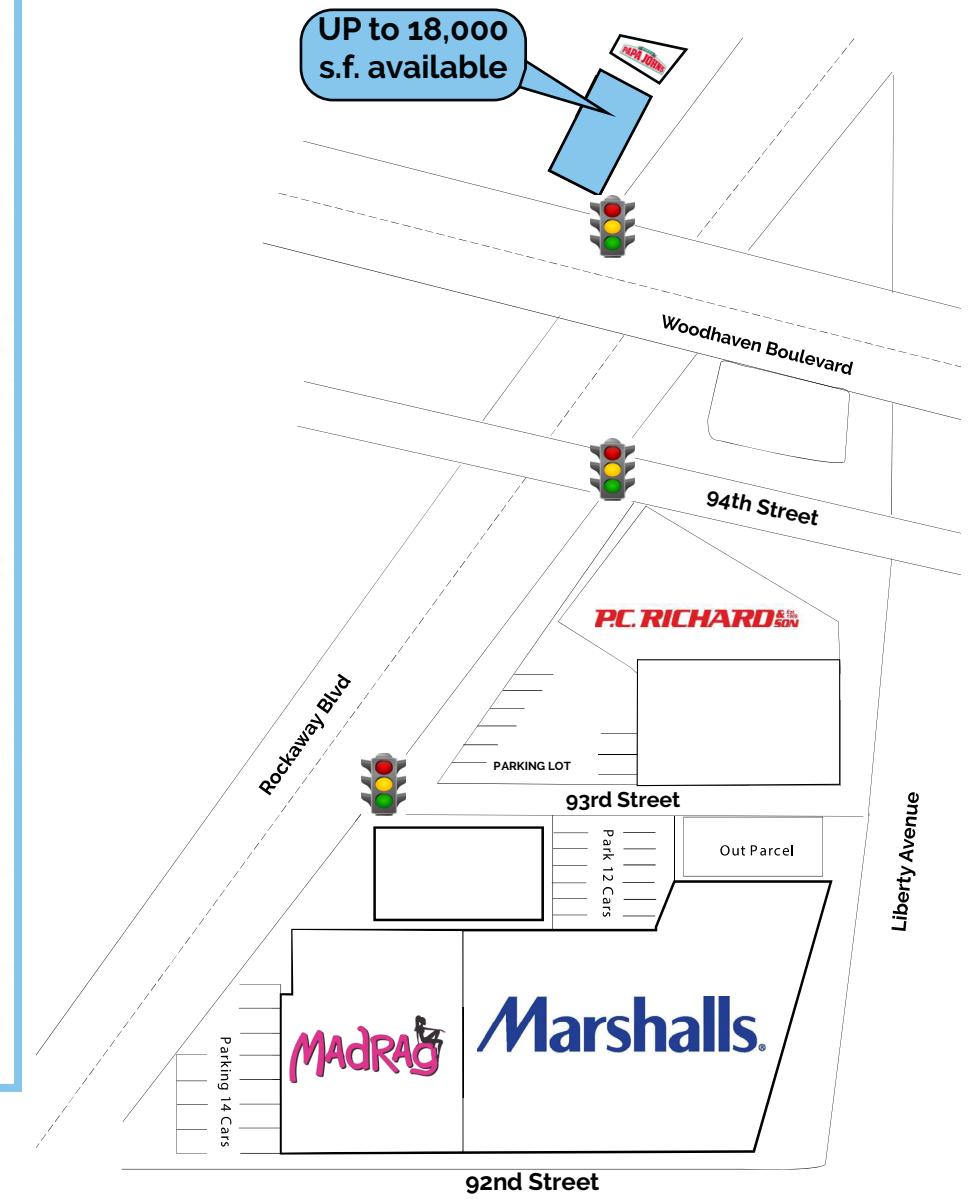 UP to 18,000
s.f. available
PAPA JOHNS
Woodhaven Boulevard
94th Street
P.C. RICHARD & SON
Rockaway Blvd
PARKING LOT
93rd Street
Park 12 Cars
Out Parcel
Liberty Avenue
MADRAG
Marshalls.
Parking 14 Cars
92nd Street